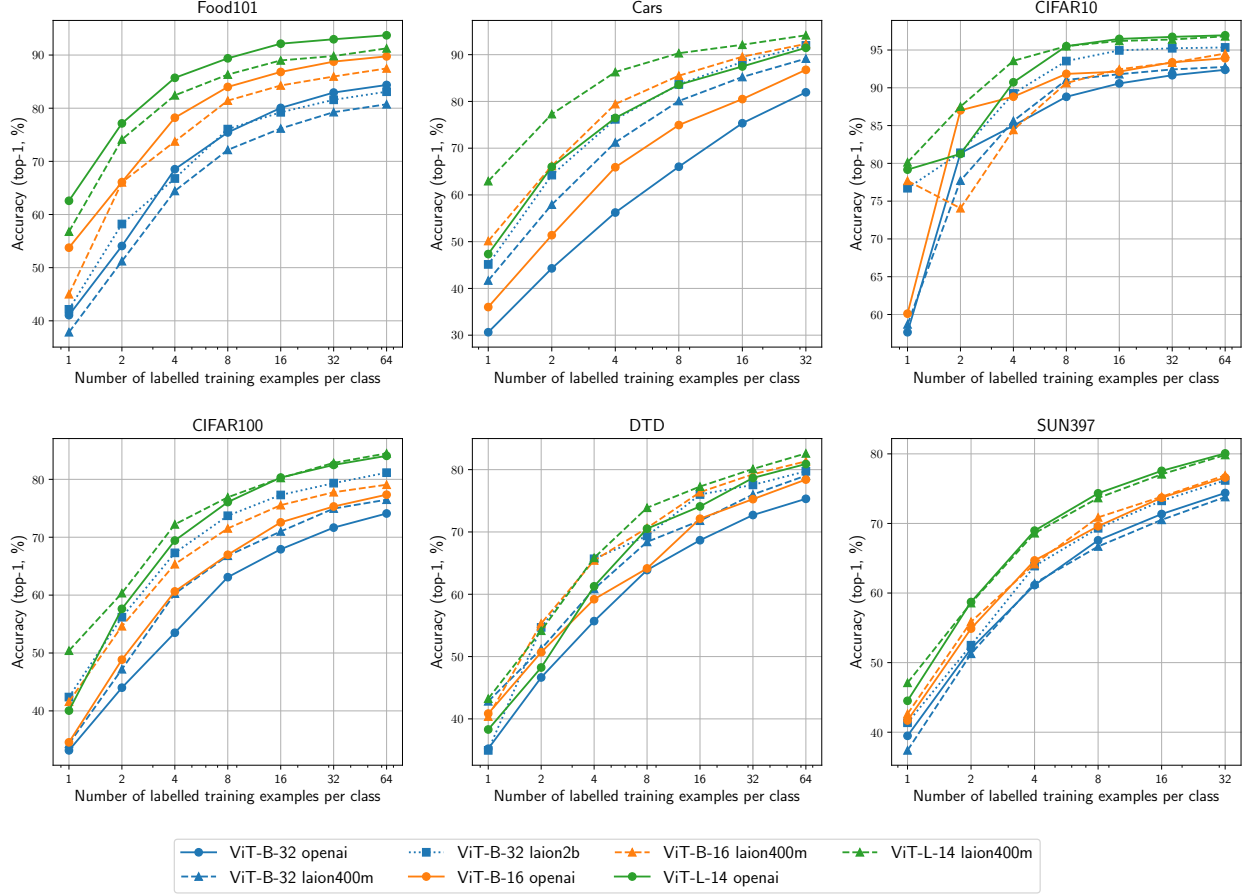 Food101
Accuracy (top-1, %)
90
80
70
60
50
40
1 2 4 8 16 32 64
Number of labelled training examples per class
Cars
Accuracy (top-1, %)
90
80
70
60
50
40
30
1 2 4 8 16 32
Number of labelled training examples per class
CIFAR10
Accuracy (top-1, %)
95
90
85
80
75
70
65
60
1 2 4 8 16 32 64
Number of labelled training examples per class
CIFAR100
Accuracy (top-1, %)
80
70
60
50
40
1 2 4 8 16 32 64
Number of labelled training examples per class
DTD
Accuracy (top-1, %)
80
70
60
50
40
1 2 4 8 16 32 64
Number of labelled training examples per class
SUN397
Accuracy (top-1, %)
80
70
60
50
40
1 2 4 8 16 32
Number of labelled training examples per class
ViT-B-32 openai
ViT-B-32 laion400m
ViT-B-32 laion2b
ViT-B-16 openai
ViT-B-16 laion400m
ViT-L-14 openai
ViT-L-14 laion400m